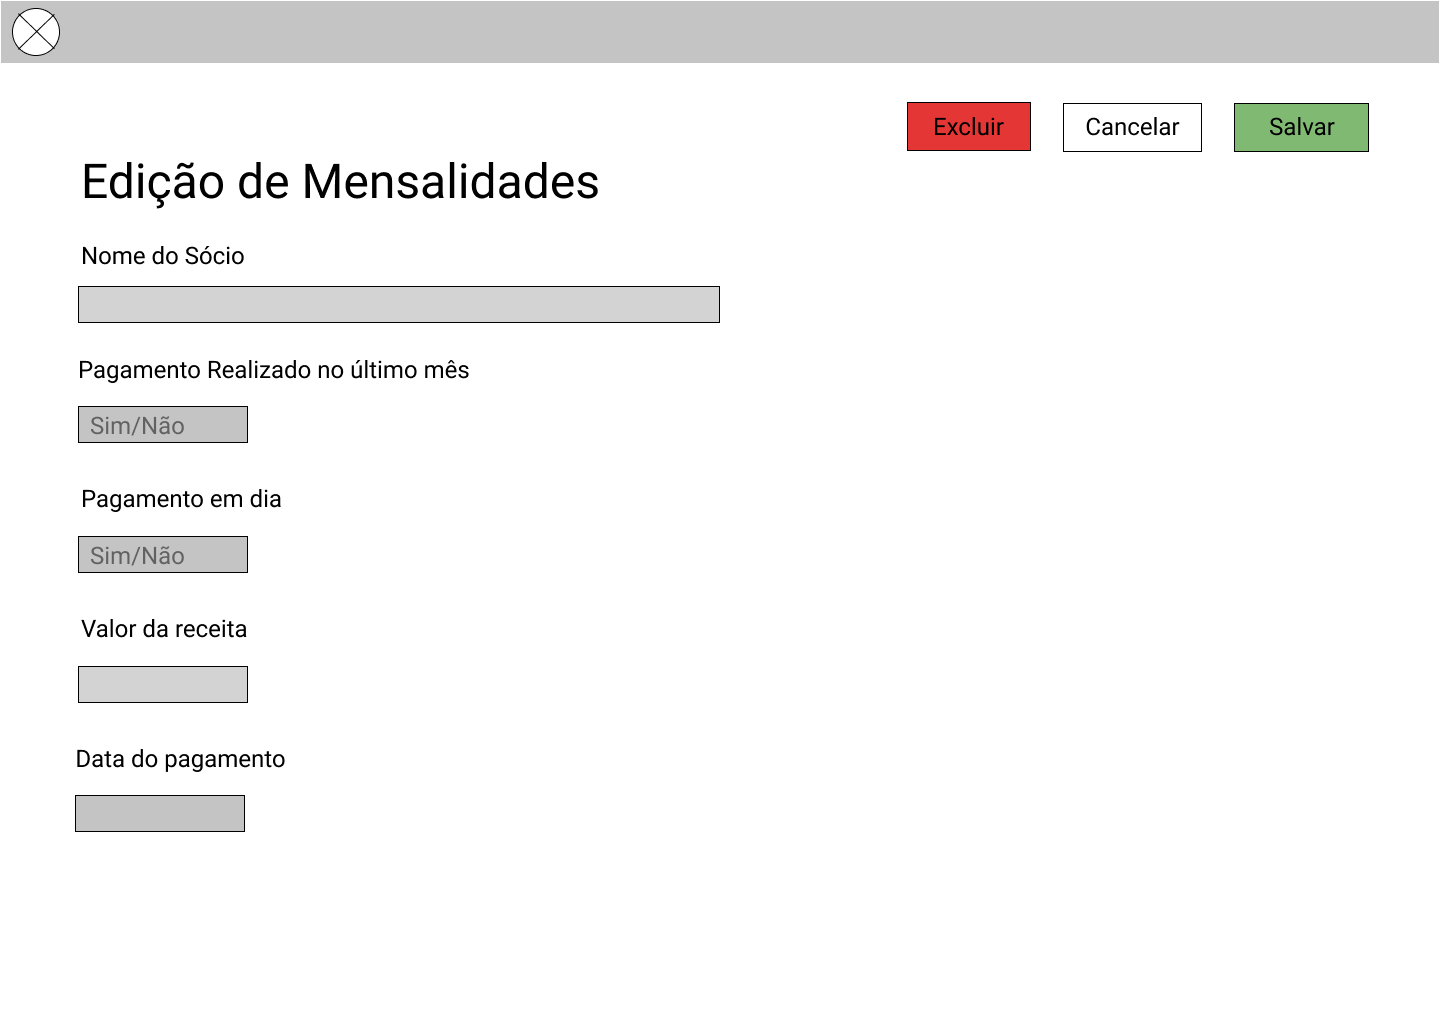 Excluir
Cancelar
Salvar
Edição de Mensalidades
Nome do Sócio
Pagamento Realizado no último mês
Sim/Não
Pagamento em dia
Sim/Não
Valor da receita
Data do pagamento